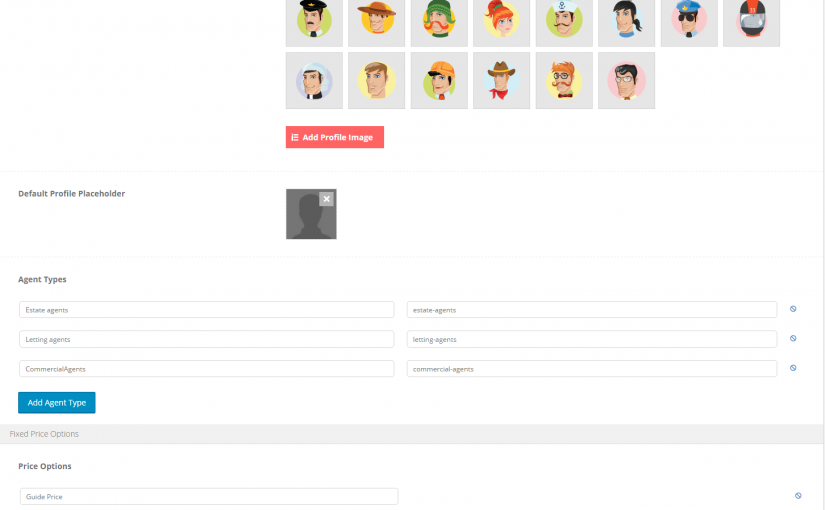 Add Profile Image
Default Profile Placeholder
Agent Types
Estate agents
estate-agents
Letting agents
letting-agents
CommercialAgents
commercial-agents
Add Agent Type
Fixed Price Options
Price Options
Guide Price